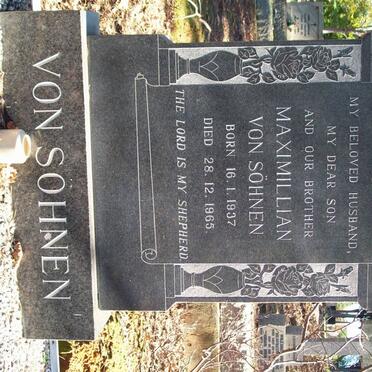 MY BELOVED HUSBAND,
MY DEAR SON
AND OUR BROTHER
MAXIMILLIAN
VON SÖHNEN
BORN 16.1.1937
DIED 28.12.1965.
THE LORD IS MY SHEPHERD.
VON SÖHNEN